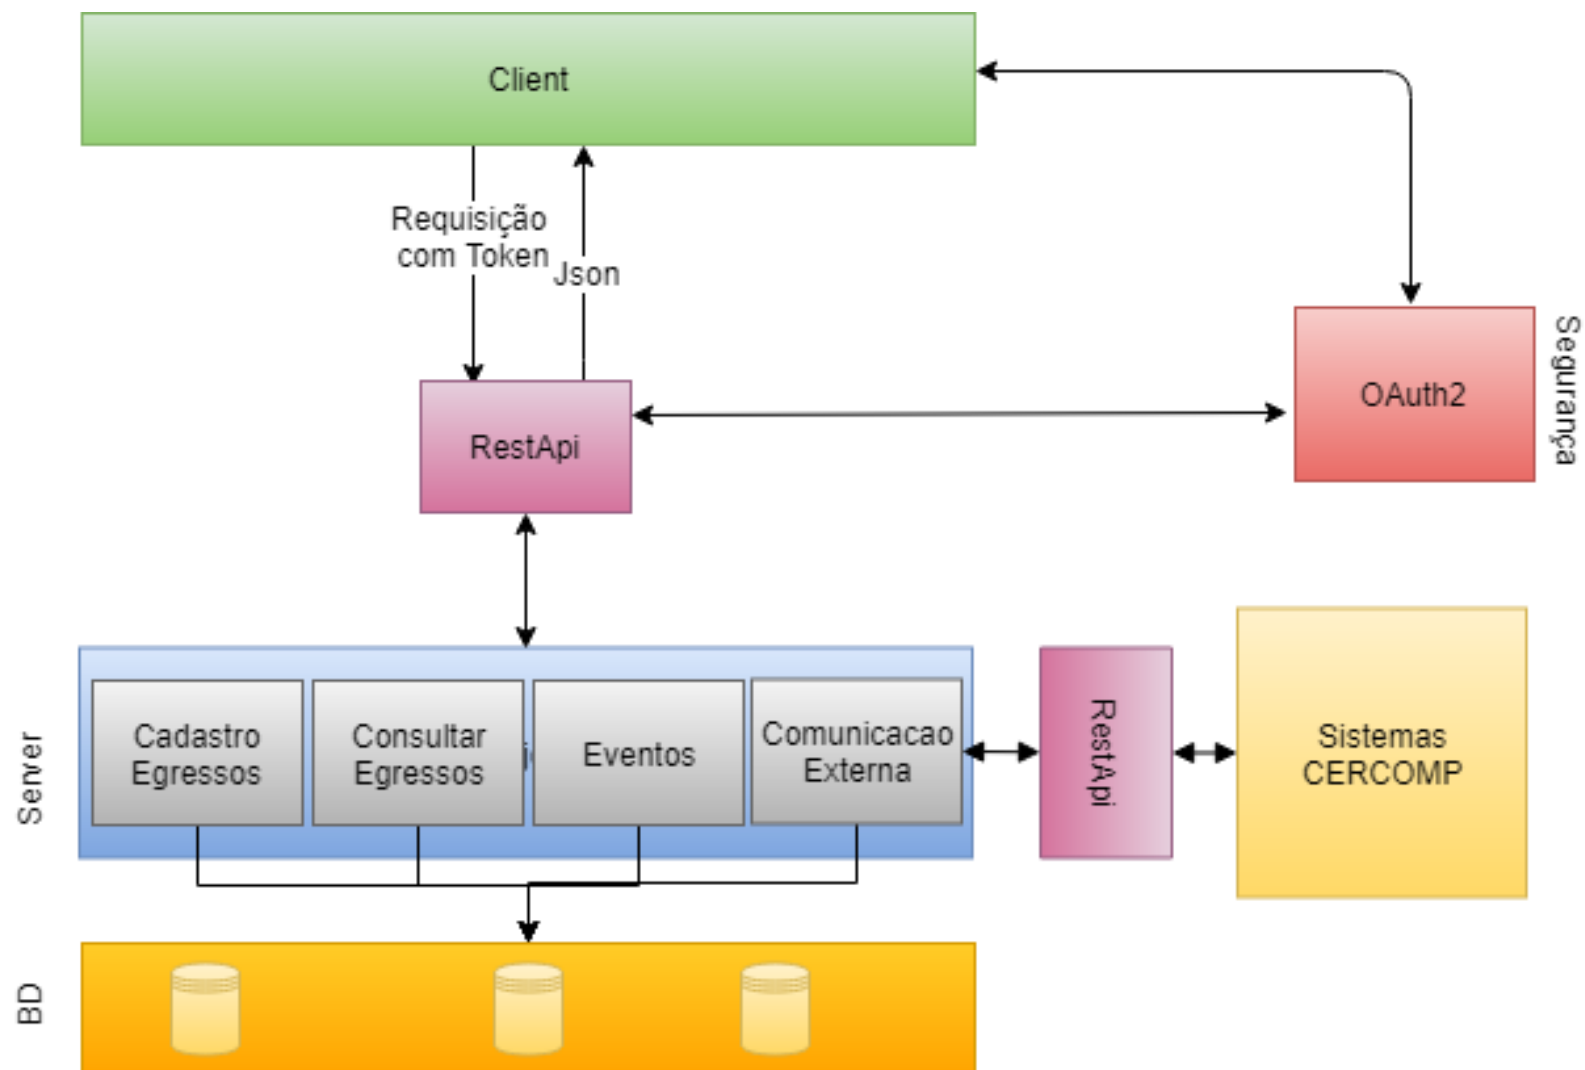 Client
Requisição
com Token
Json
RestApi
OAuth2
Segurança
Server
Cadastro
Egressos
Consultar
Egressos
Eventos
Comunicacao
Externa
RestApi
Sistemas
CERCOMP
BD